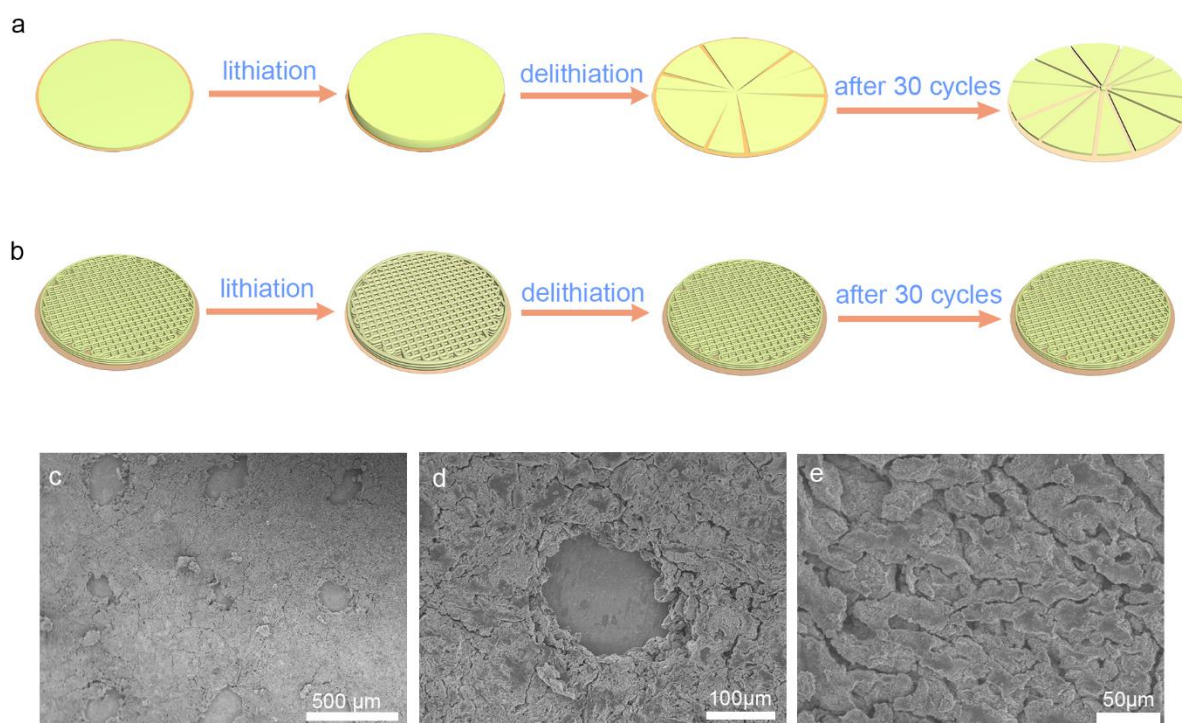 a
lithiation
delithiation
after 30 cycles
b
lithiation
delithiation
after 30 cycles
c
500 μm
d
100μm
e
50μm